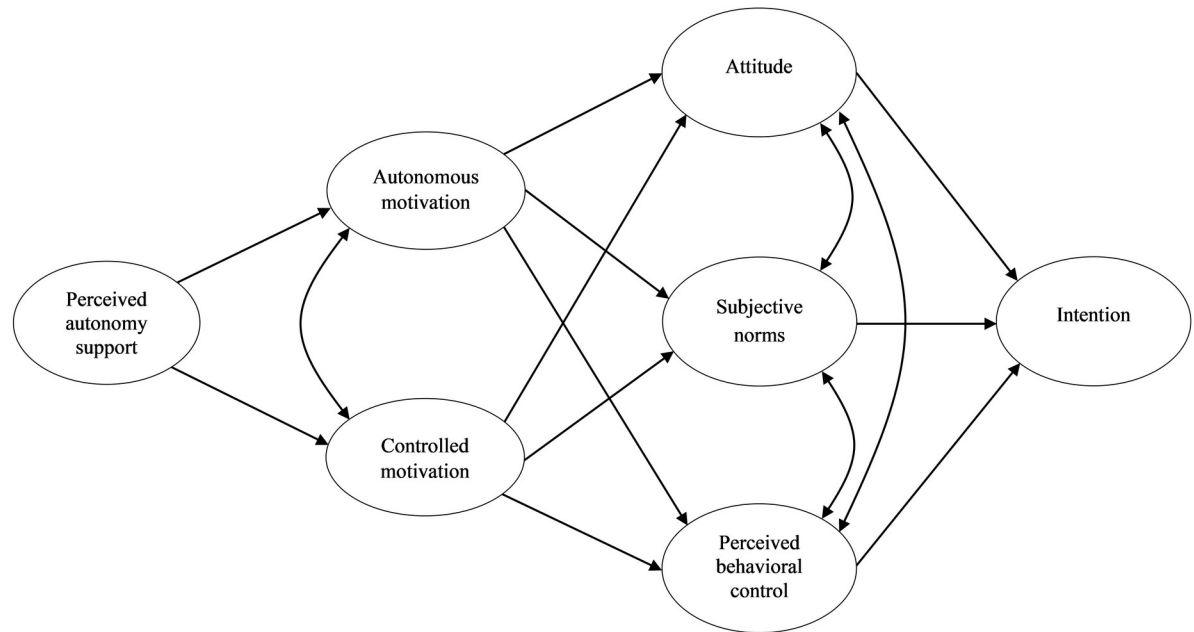 Attitude
Autonomous
motivation
Perceived
autonomy
support
Subjective
norms
Intention
Controlled
motivation
Perceived
behavioral
control